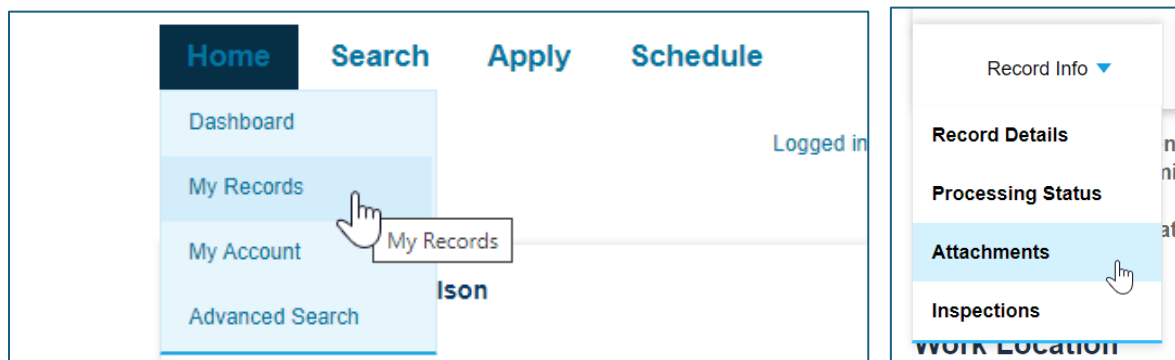 Home Search Apply Schedule
Dashboard
Logged in
My Records
My Records
My Account
lson
Advanced Search
Record Info
Record Details
Processing Status
Attachments
Inspections
Work Location